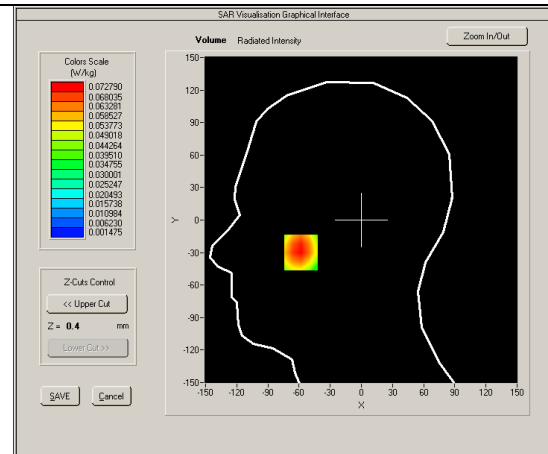 SAR Visualisation Graphical Interface
Volume Radiated Intensity
Zoom In/Out
Colors Scale
(W/kg)
0.072790
0.068035
0.063281
0.058527
0.053773
0.049018
0.044264
0.039510
0.034755
0.030001
0.025247
0.020493
0.015738
0.010984
0.006230
0.001475
Z-Cuts Control
<< Upper Cut
Z = 0.4 mm
Lower Cut >>
SAVE Cancel
150
120
90
60
30
Y 0
-30
-60
-90
-120
-150
-150 -120 -90 -60 -30 0 30 60 90 120 150
X